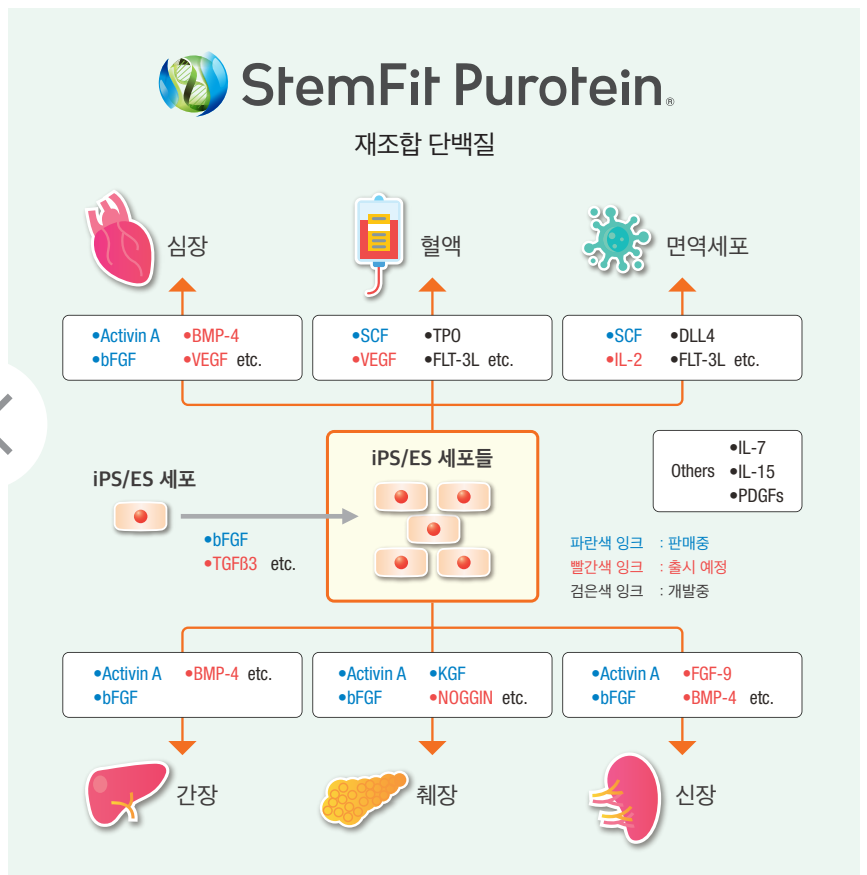 StemFit Purotein®
재조합 단백질
심장
혈액
면역세포
•Activin A •BMP-4
•bFGF •VEGF etc.
•SCF •TPO
•VEGF •FLT-3L etc.
•SCF •DLL4
•IL-2 •FLT-3L etc.
iPS/ES 세포
•bFGF
•TGFß3 etc.
iPS/ES 세포들
•IL-7
Others •IL-15
•PDGFs
파란색 잉크 : 판매중
빨간색 잉크 : 출시 예정
검은색 잉크 : 개발중
•Activin A •BMP-4 etc.
•bFGF
•Activin A •KGF
•bFGF •NOGGIN etc.
•Activin A •FGF-9
•bFGF •BMP-4 etc.
간장
췌장
신장